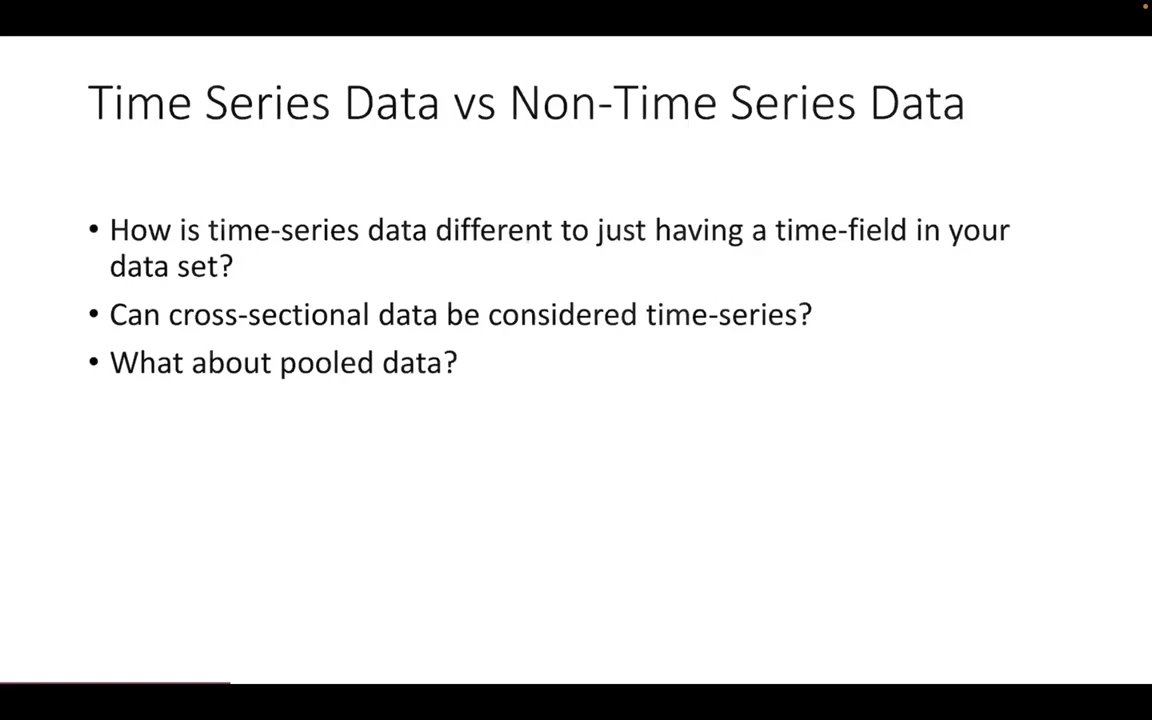 Time Series Data vs Non-Time Series Data
• How is time-series data different to just having a time-field in your
data set?
• Can cross-sectional data be considered time-series?
• What about pooled data?